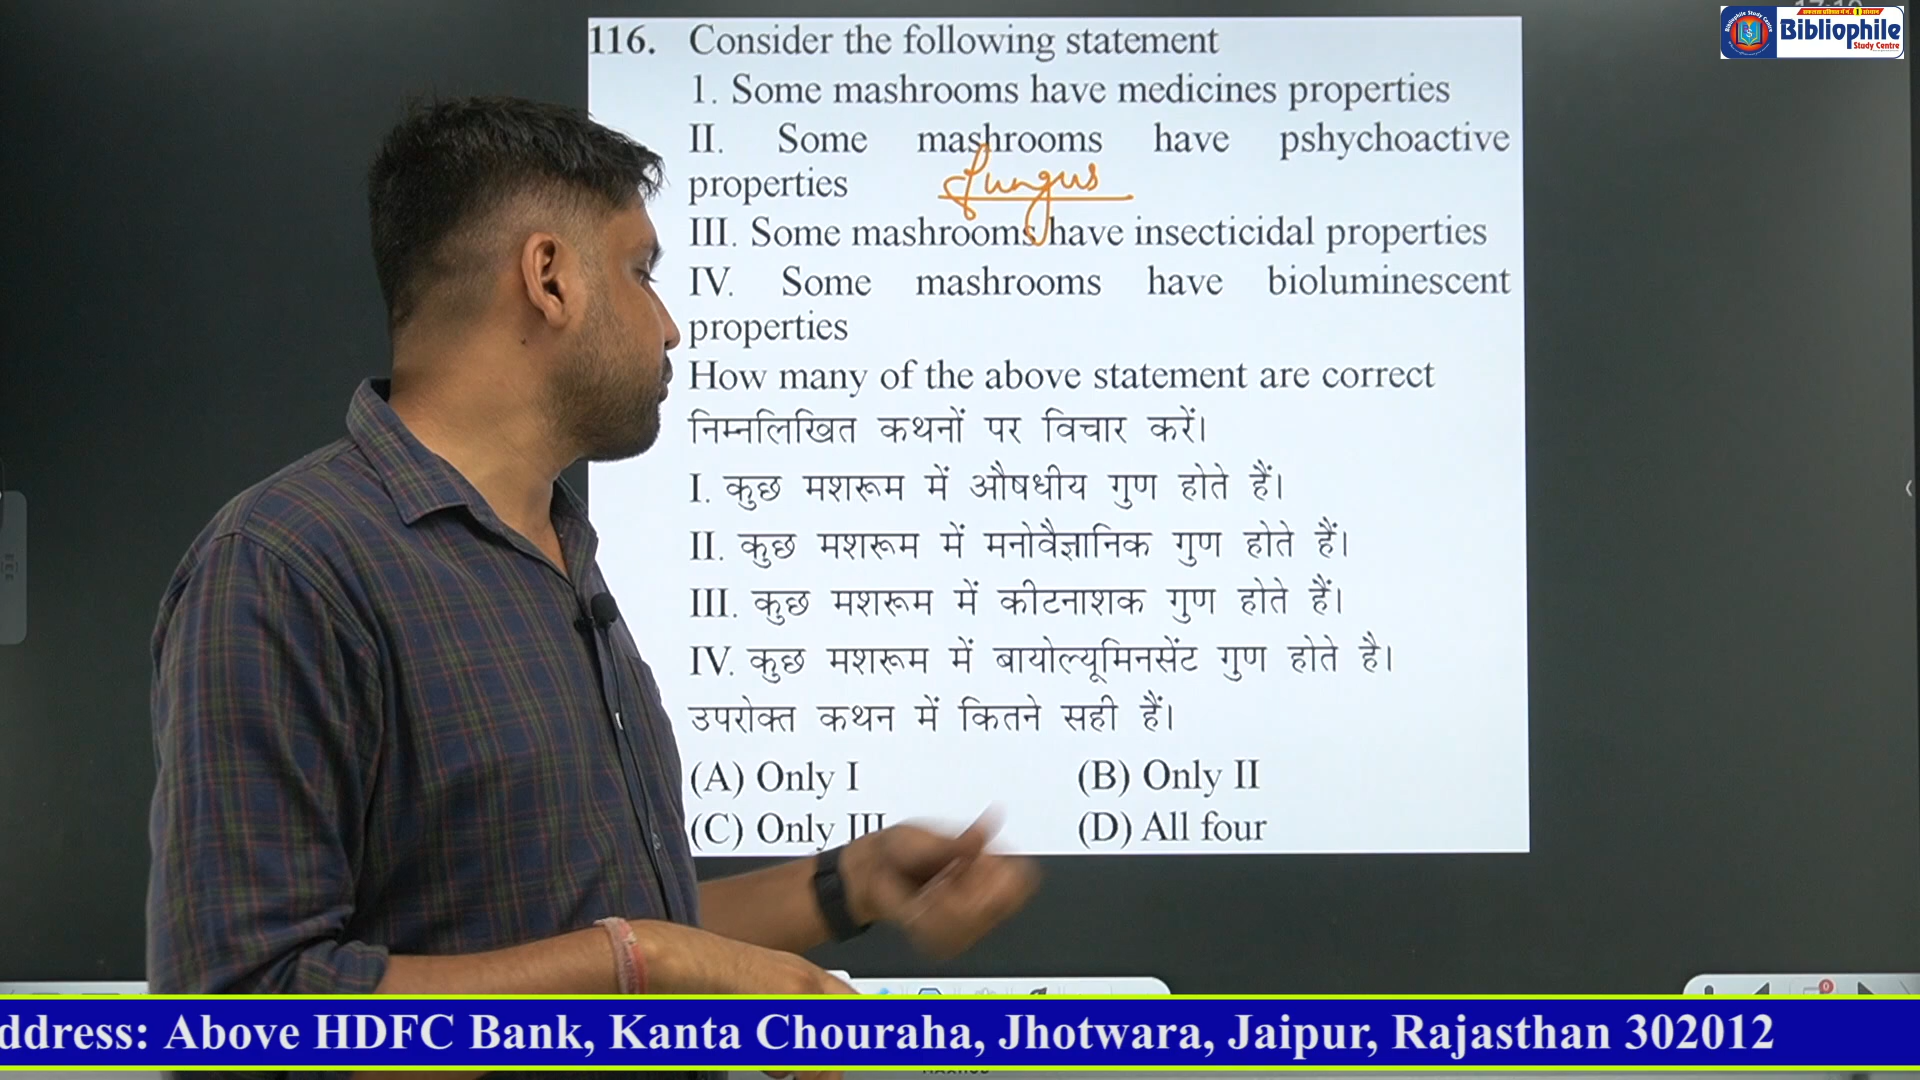 116. Consider the following statement
1. Some mashrooms have medicines properties
II. Some mashrooms have pshychoactive
properties
fungus
III. Some mashrooms have insecticidal properties
IV. Some mashrooms have bioluminescent
properties
How many of the above statement are correct
निम्नलिखित कथनों पर विचार करें।
I. कुछ मशरूम में औषधीय गुण होते हैं।
II. कुछ मशरूम में मनोवैज्ञानिक गुण होते हैं।
III. कुछ मशरूम में कीटनाशक गुण होते हैं।
IV. कुछ मशरूम में बायोल्यूमिनसेंट गुण होते है।
उपरोक्त कथन में कितने सही हैं।
(A) Only I (B) Only II
(C) Only III (D) All four
Bibliophile
Study Centre
ddress: Above HDFC Bank, Kanta Chouraha, Jhotwara, Jaipur, Rajasthan 302012